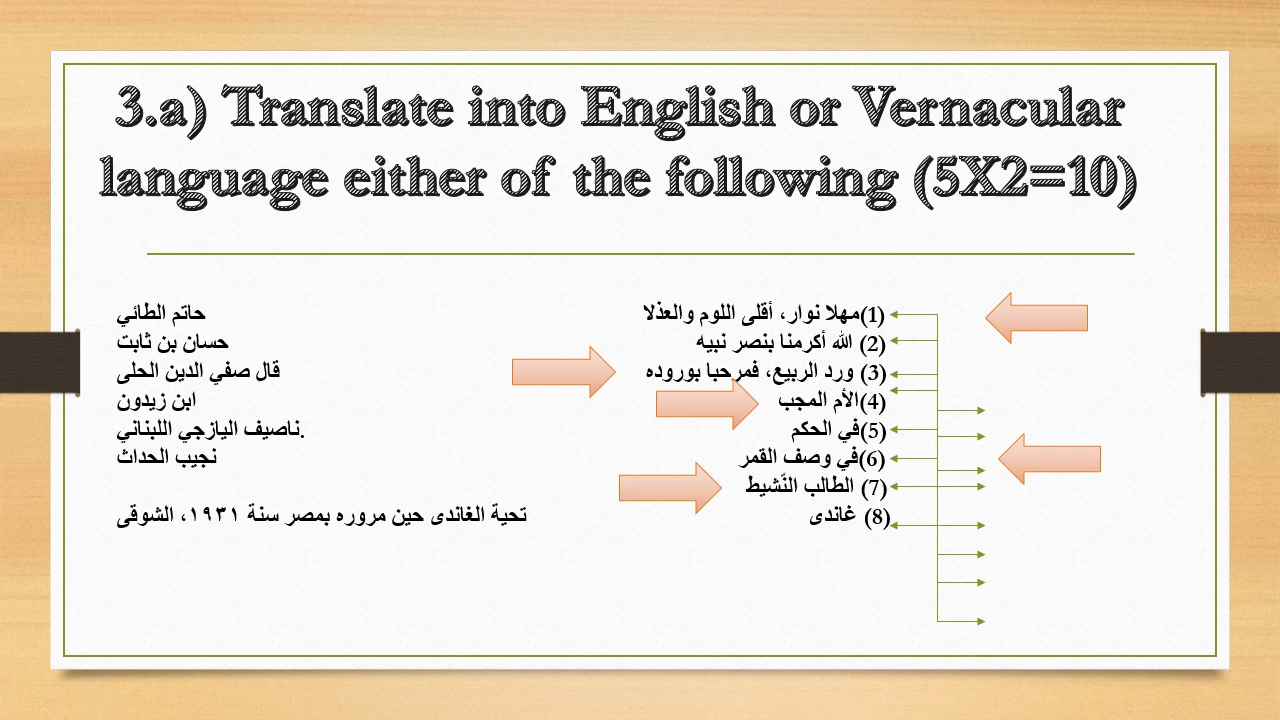 3.a) Translate into English or Vernacular
language either of the following (5X2=10)
(1)مهلا نوار، أقلى اللوم والعذلا حاتم الطائي
(2) الله أكرمنا بنصر نبيه حسان بن ثابت
(3) ورد الربيع، فمرحبا بوروده قال صفي الدين الحلى
(4)الأم المجب ابن زيدون
(5)في الحكم ناصيف اليازجي اللبناني.
(6)في وصف القمر نجيب الحداث
(7) الطالب النّشيط
(8) غاندى تحية الغاندى حين مروره بمصر سنة ١٩٣١، الشوقى